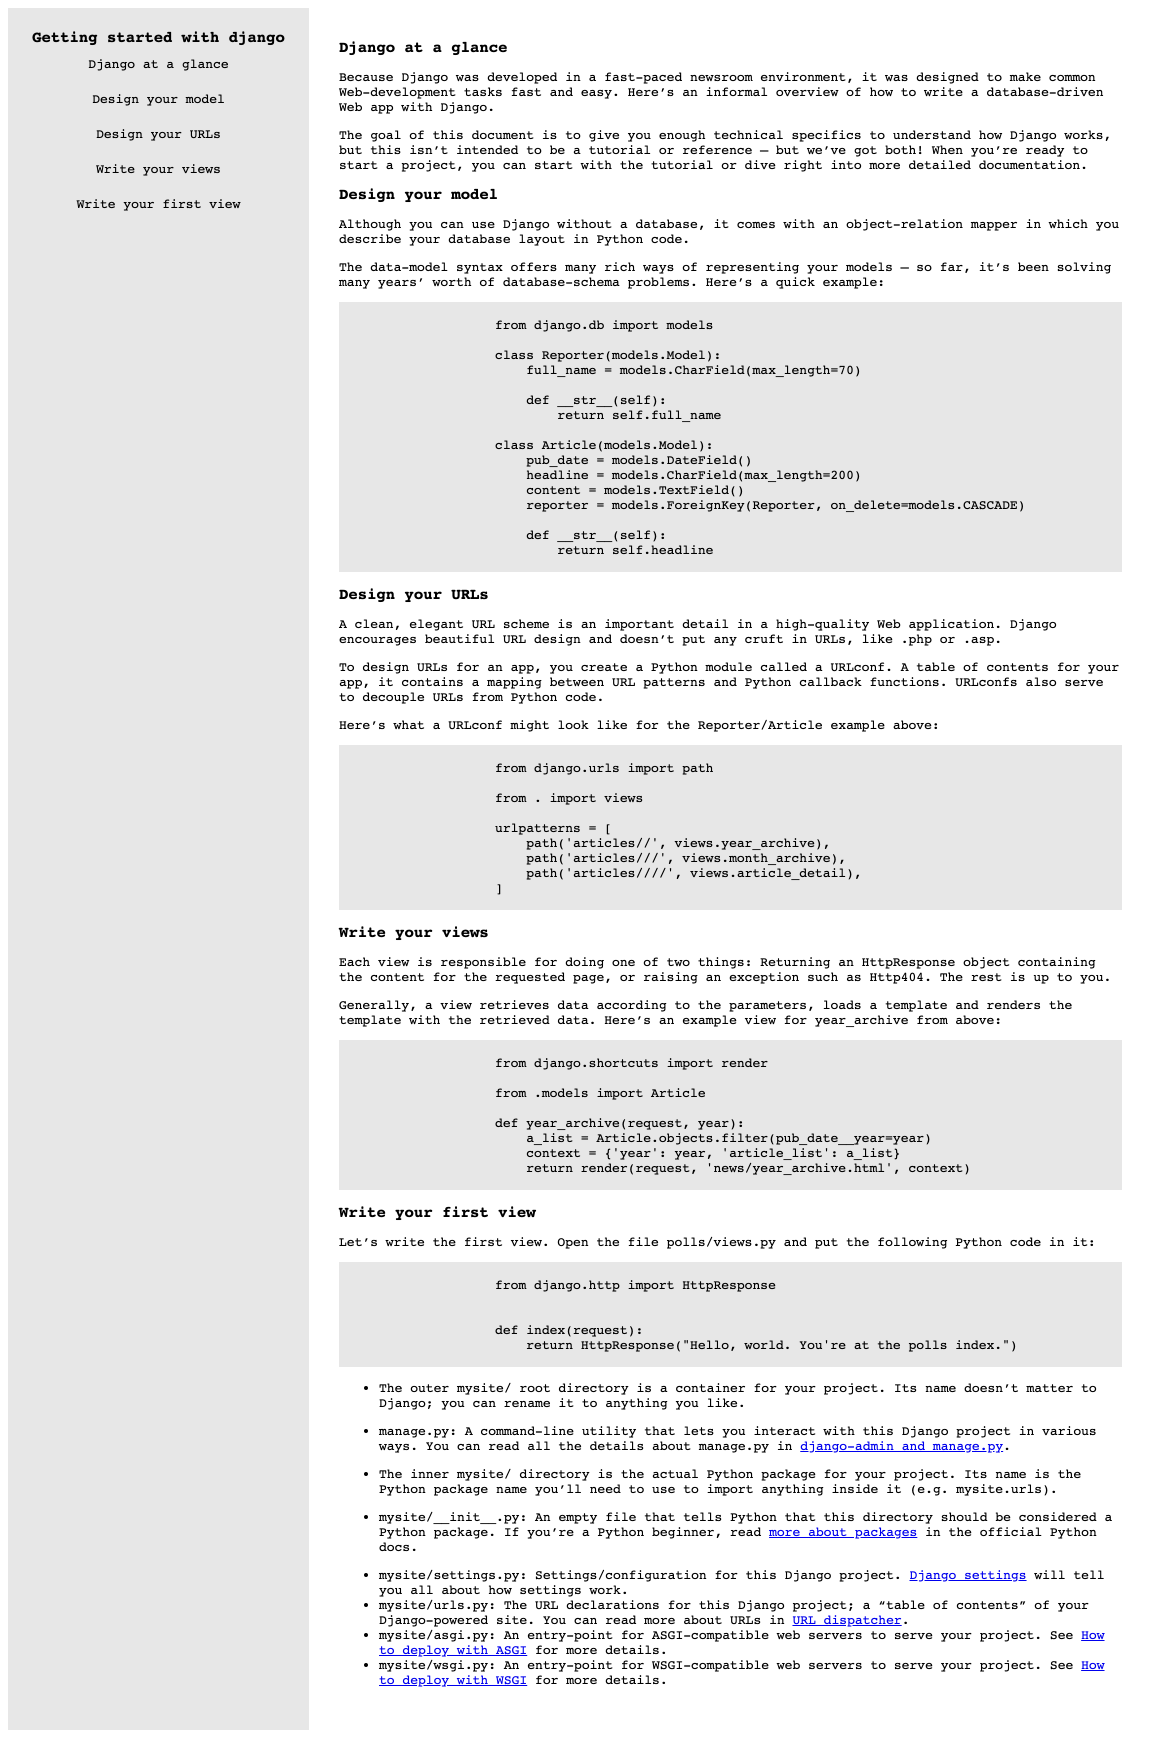 Getting started with django
Django at a glance
Design your model
Design your URLs
Write your views
Write your first view
Django at a glance
Because Django was developed in a fast-paced newsroom environment, it was designed to make common
Web-development tasks fast and easy. Here’s an informal overview of how to write a database-driven
Web app with Django.
The goal of this document is to give you enough technical specifics to understand how Django works,
but this isn’t intended to be a tutorial or reference – but we’ve got both! When you’re ready to
start a project, you can start with the tutorial or dive right into more detailed documentation.
Design your model
Although you can use Django without a database, it comes with an object-relation mapper in which you
describe your database layout in Python code.
The data-model syntax offers many rich ways of representing your models – so far, it’s been solving
many years’ worth of database-schema problems. Here’s a quick example:
from django.db import models
class Reporter(models.Model):
    full_name = models.CharField(max_length=70)
    def __str__(self):
        return self.full_name
class Article(models.Model):
    pub_date = models.DateField()
    headline = models.CharField(max_length=200)
    content = models.TextField()
    reporter = models.ForeignKey(Reporter, on_delete=models.CASCADE)
    def __str__(self):
        return self.headline
Design your URLs
A clean, elegant URL scheme is an important detail in a high-quality Web application. Django
encourages beautiful URL design and doesn’t put any cruft in URLs, like .php or .asp.
To design URLs for an app, you create a Python module called a URLconf. A table of contents for your
app, it contains a mapping between URL patterns and Python callback functions. URLconfs also serve
to decouple URLs from Python code.
Here’s what a URLconf might look like for the Reporter/Article example above:
from django.urls import path
from . import views
urlpatterns = [
    path('articles//', views.year_archive),
    path('articles///', views.month_archive),
    path('articles////', views.article_detail),
]
Write your views
Each view is responsible for doing one of two things: Returning an HttpResponse object containing
the content for the requested page, or raising an exception such as Http404. The rest is up to you.
Generally, a view retrieves data according to the parameters, loads a template and renders the
template with the retrieved data. Here’s an example view for year_archive from above:
from django.shortcuts import render
from .models import Article
def year_archive(request, year):
    a_list = Article.objects.filter(pub_date__year=year)
    context = {'year': year, 'article_list': a_list}
    return render(request, 'news/year_archive.html', context)
Write your first view
Let’s write the first view. Open the file polls/views.py and put the following Python code in it:
from django.http import HttpResponse
def index(request):
    return HttpResponse("Hello, world. You're at the polls index.")
• The outer mysite/ root directory is a container for your project. Its name doesn’t matter to
Django; you can rename it to anything you like.
• manage.py: A command-line utility that lets you interact with this Django project in various
ways. You can read all the details about manage.py in django-admin and manage.py.
• The inner mysite/ directory is the actual Python package for your project. Its name is the
Python package name you’ll need to use to import anything inside it (e.g. mysite.urls).
• mysite/__init__.py: An empty file that tells Python that this directory should be considered a
Python package. If you’re a Python beginner, read more about packages in the official Python
docs.
• mysite/settings.py: Settings/configuration for this Django project. Django settings will tell
you all about how settings work.
• mysite/urls.py: The URL declarations for this Django project; a “table of contents” of your
Django-powered site. You can read more about URLs in URL dispatcher.
• mysite/asgi.py: An entry-point for ASGI-compatible web servers to serve your project. See How
to deploy with ASGI for more details.
• mysite/wsgi.py: An entry-point for WSGI-compatible web servers to serve your project. See How
to deploy with WSGI for more details.